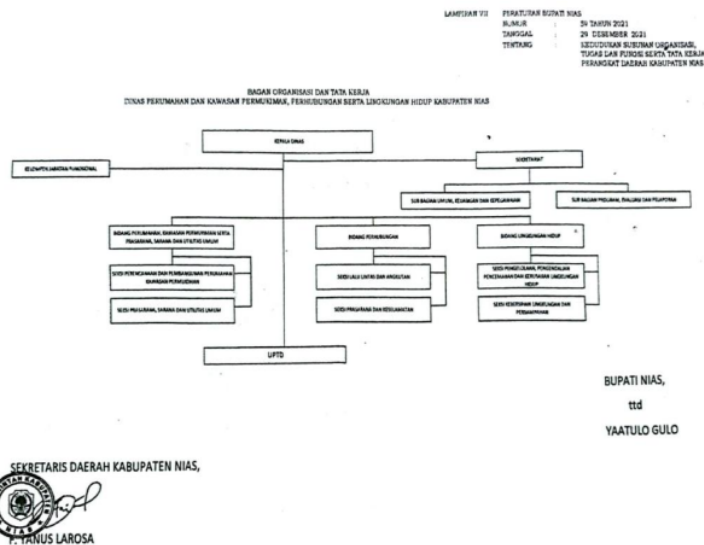 LAMPIRAN VII PERATURAN BUPATI NIAS
NOMOR : 59 TAHUN 2021
TANGGAL : 29 DESEMBER 2021
TENTANG : KEDUDUKAN SUSUNAN ORGANISASI,
TUGAS DAN FUNGSI SERTA TATA KERJA
PERANGKAT DAERAH KABUPATEN NIAS
BAGAN ORGANISASI DAN TATA KERJA
DINAS PERUMAHAN DAN KAWASAN PERMUKIMAN, PERHUBUNGAN SERTA LINGKUNGAN HIDUP KABUPATEN NIAS
KEPALA DINAS
KELOMPOK JABATAN FUNGSIONAL
SEKRETARIAT
SUB BAGIAN UMUM, KEUANGAN DAN KEPEGAWAIAN
SUB BAGIAN PROGRAM, EVALUASI DAN PELAPORAN
BIDANG PERUMAHAN, KAWASAN PERMUKIMAN SERTA
PRASARANA, SARANA DAN UTILITAS UMUM
BIDANG PERHUBUNGAN
BIDANG LINGKUNGAN HIDUP
SEKSI PERENCANAAN DAN PEMBANGUNAN PERUMAHAN
KAWASAN PERMUKIMAN
SEKSI LALU LINTAS DAN ANGKUTAN
SEKSI PENGELOLAAN, PENGENDALIAN
PENCEMARAN DAN KERUSAKAN LINGKUNGAN
HIDUP
SEKSI PRASARANA, SARANA DAN UTILITAS UMUM
SEKSI PRASARANA DAN KESELAMATAN
SEKSI KEBERSIHAN LINGKUNGAN DAN
PERSAMPAHAN
UPTD
BUPATI NIAS,
ttd
YAATULO GULO
SEKRETARIS DAERAH KABUPATEN NIAS,
F. YANUS LAROSA